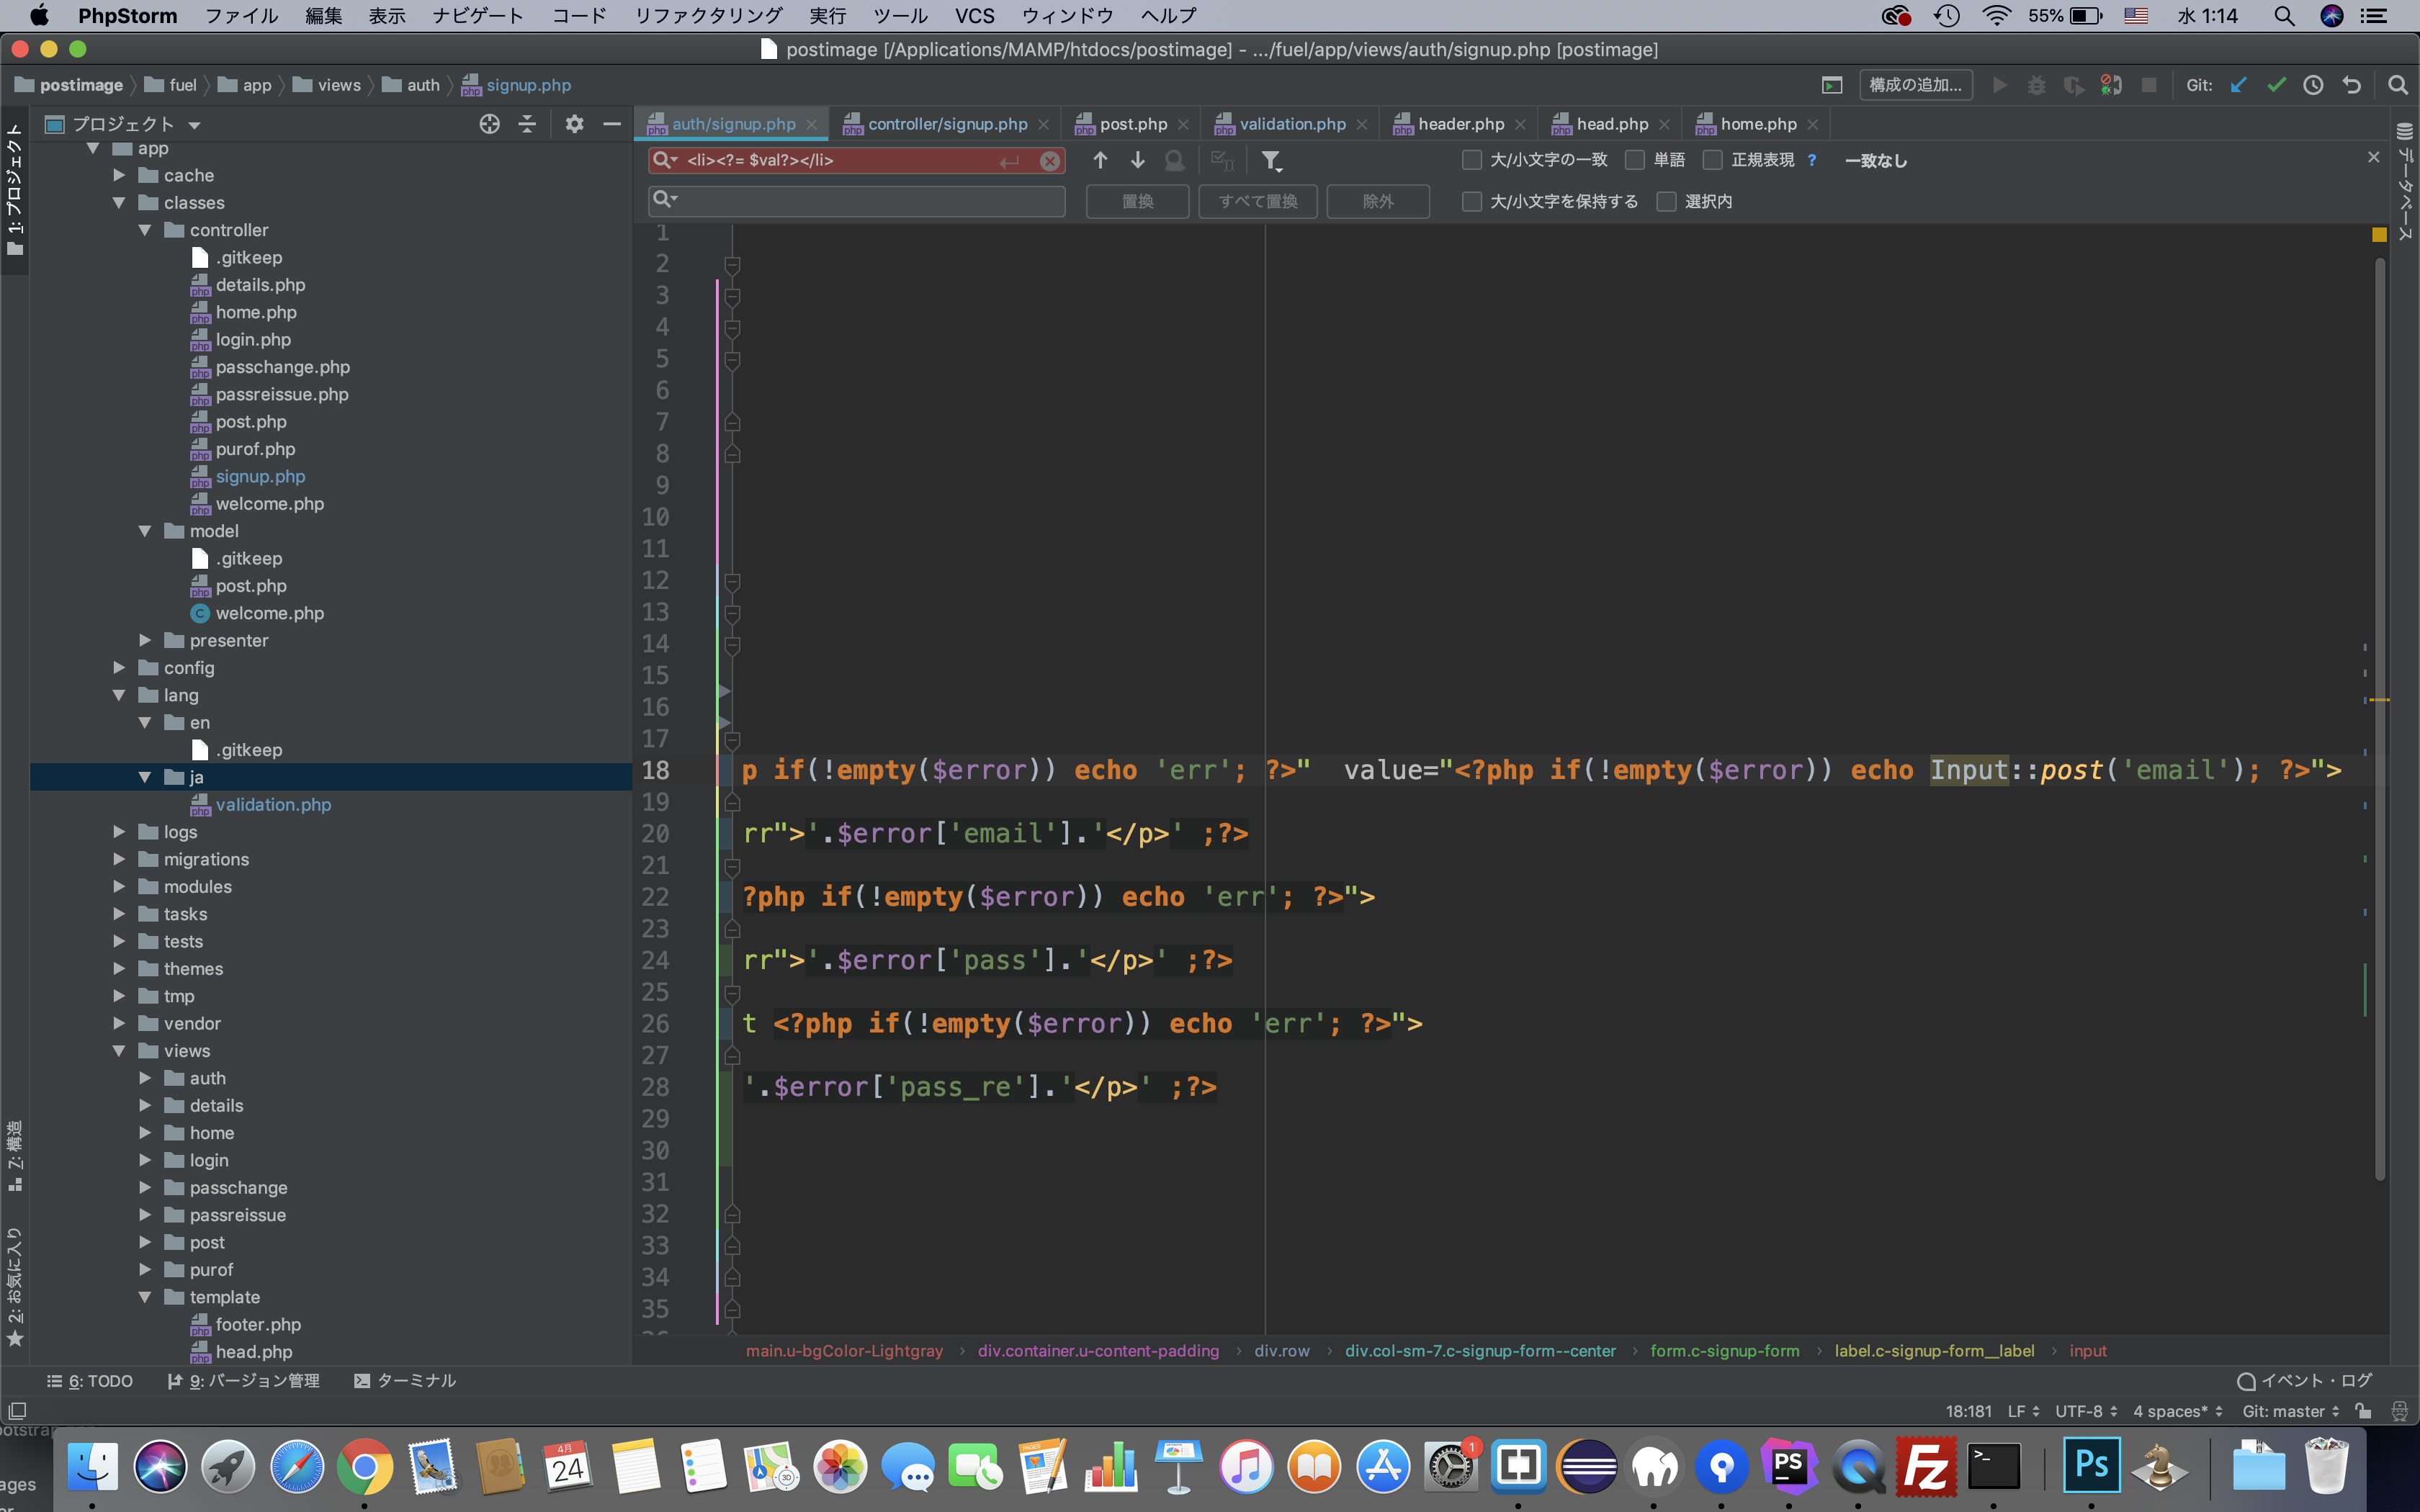 PhpStorm ファイル 編集 表示 ナビゲート コード リファクタリング 実行 ツール VCS ウィンドウ ヘルプ 55% 水 1:14
postimage [/Applications/MAMP/htdocs/postimage] - .../fuel/app/views/auth/signup.php [postimage]
postimage fuel app views auth signup.php 構成の追加... Git:
プロジェクト
auth/signup.php controller/signup.php post.php validation.php header.php head.php home.php
<li><?= $val?></li> 大/小文字の一致 単語 正規表現 ? 一致なし
置換 すべて置換 除外 大/小文字を保持する 選択内
1: プロジェクト
7: 構造
2: お気に入り
データベース
app
cache
classes
controller
.gitkeep
details.php
home.php
login.php
passchange.php
passreissue.php
post.php
purof.php
signup.php
welcome.php
model
.gitkeep
post.php
welcome.php
presenter
config
lang
en
.gitkeep
ja
validation.php
logs
migrations
modules
tasks
tests
themes
tmp
vendor
views
auth
details
home
login
passchange
passreissue
post
purof
template
footer.php
head.php
1
2
3
4
5
6
7
8
9
10
11
12
13
14
15
16
17
18 p if(!empty($error)) echo 'err'; ?>"  value="<?php if(!empty($error)) echo Input::post('email'); ?>">
19
20 rr">'.$error['email'].'</p>' ;?>
21
22 ?php if(!empty($error)) echo 'err'; ?>">
23
24 rr">'.$error['pass'].'</p>' ;?>
25
26 t <?php if(!empty($error)) echo 'err'; ?>">
27
28 '.$error['pass_re'].'</p>' ;?>
29
30
31
32
33
34
35
main.u-bgColor-Lightgray › div.container.u-content-padding › div.row › div.col-sm-7.c-signup-form--center › form.c-signup-form › label.c-signup-form__label › input
6: TODO 9: バージョン管理 ターミナル イベント・ログ
18:181 LF UTF-8 4 spaces* Git: master
ages
4月
24
3D
PAGES
1
PS
Fz
>_
Ps